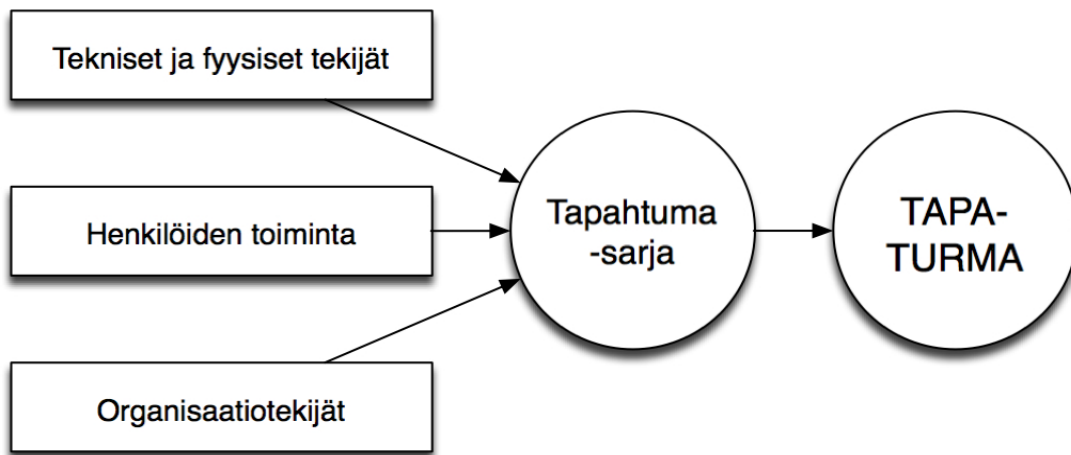 Tekniset ja fyysiset tekijät
Henkilöiden toiminta
Organisaatiotekijät
Tapahtuma
-sarja
TAPA-
TURMA